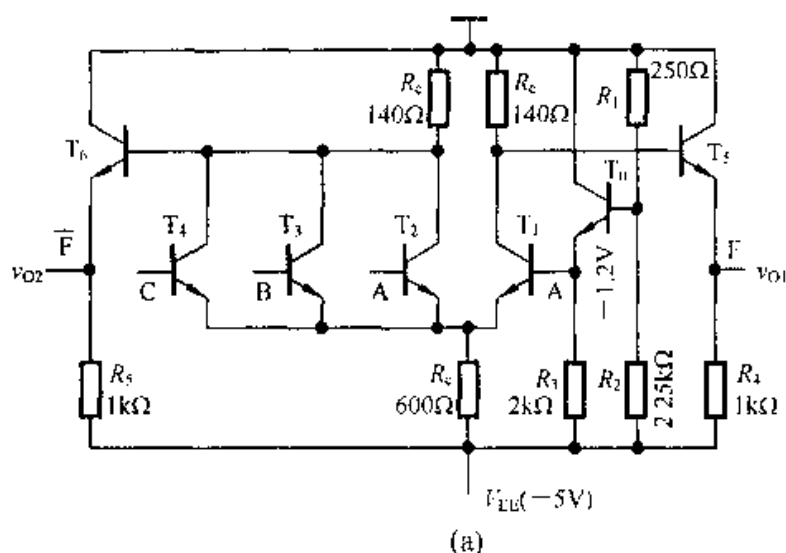 R_c
140Ω
R_c
140Ω
250Ω
R_1
T_6
T_5
T_0
T_4
T_3
T_2
T_1
F̅
F
v_O2
v_O1
C
B
A
A
−1.2V
R_5
1kΩ
R_e
600Ω
R_3
2kΩ
R_2
2.25kΩ
R_4
1kΩ
V_EE(−5V)
(a)